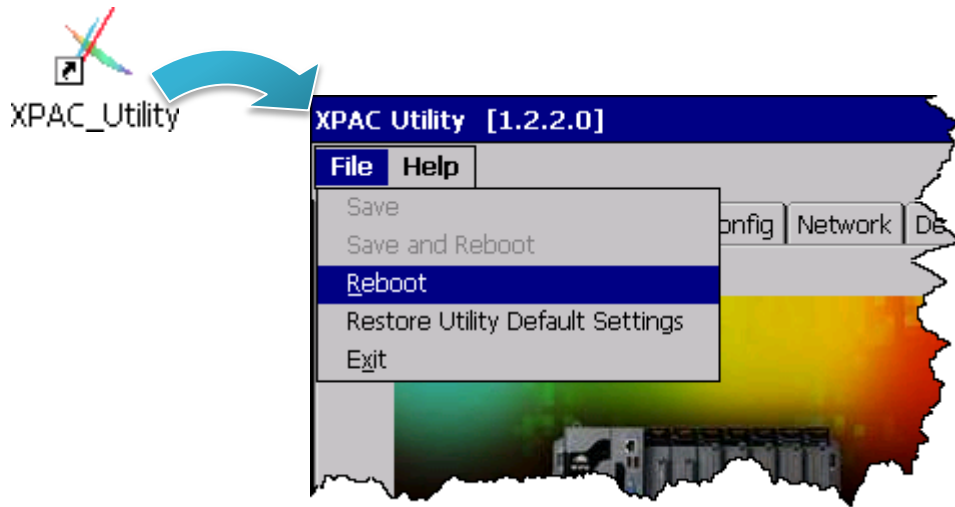 XPAC_Utility
XPAC Utility [1.2.2.0]
File Help
Save
Save and Reboot
Reboot
Restore Utility Default Settings
Exit
Network